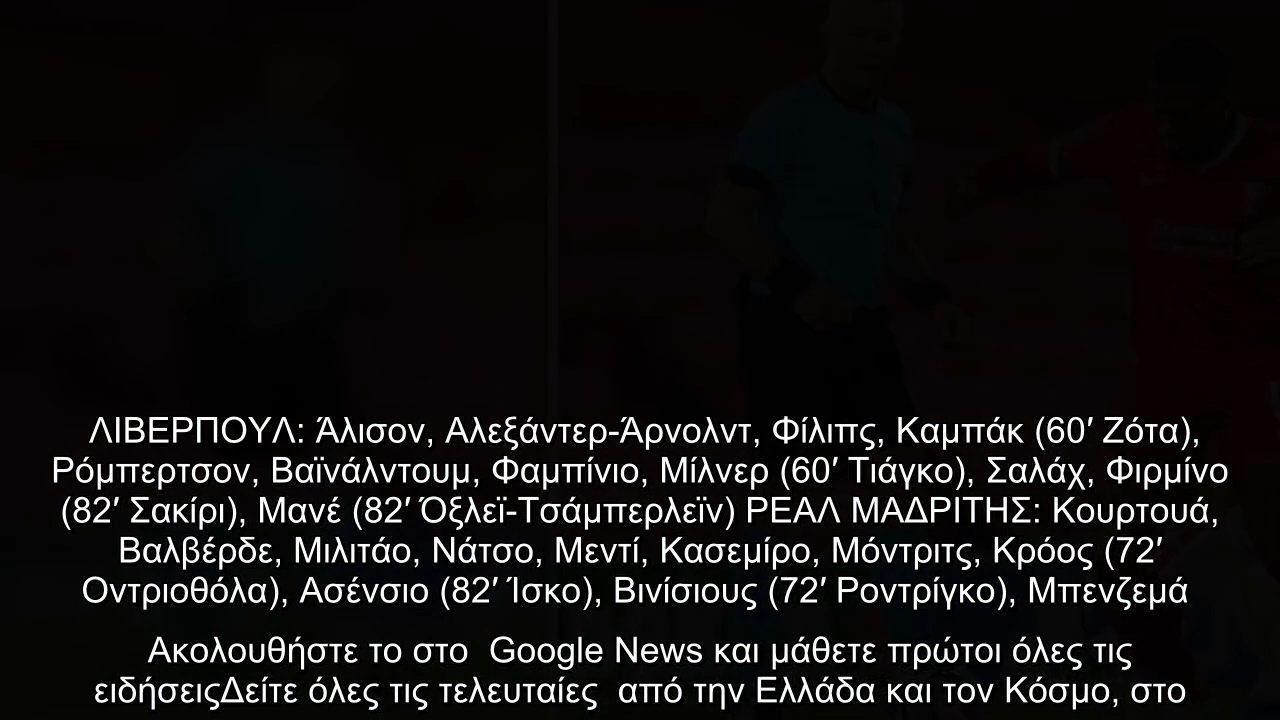 ΛΙΒΕΡΠΟΥΛ: Άλισον, Αλεξάντερ-Άρνολντ, Φίλιπς, Καμπάκ (60′ Ζότα),
Ρόμπερτσον, Βαϊνάλντουμ, Φαμπίνιο, Μίλνερ (60′ Τιάγκο), Σαλάχ, Φιρμίνο
(82′ Σακίρι), Μανέ (82′ Όξλεϊ-Τσάμπερλεϊν) ΡΕΑΛ ΜΑΔΡΙΤΗΣ: Κουρτουά,
Βαλβέρδε, Μιλιτάο, Νάτσο, Μεντί, Κασεμίρο, Μόντριτς, Κρόος (72′
Οντριοθόλα), Ασένσιο (82′ Ίσκο), Βινίσιους (72′ Ροντρίγκο), Μπενζεμά
Ακολουθήστε το στο  Google News και μάθετε πρώτοι όλες τις
ειδήσειςΔείτε όλες τις τελευταίες  από την Ελλάδα και τον Κόσμο, στο